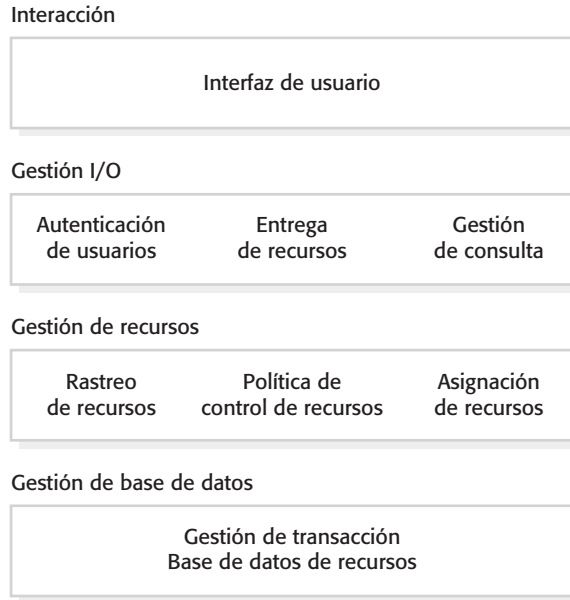 Interacción
Interfaz de usuario
Gestión I/O
Autenticación
de usuarios
Entrega
de recursos
Gestión
de consulta
Gestión de recursos
Rastreo
de recursos
Política de
control de recursos
Asignación
de recursos
Gestión de base de datos
Gestión de transacción
Base de datos de recursos